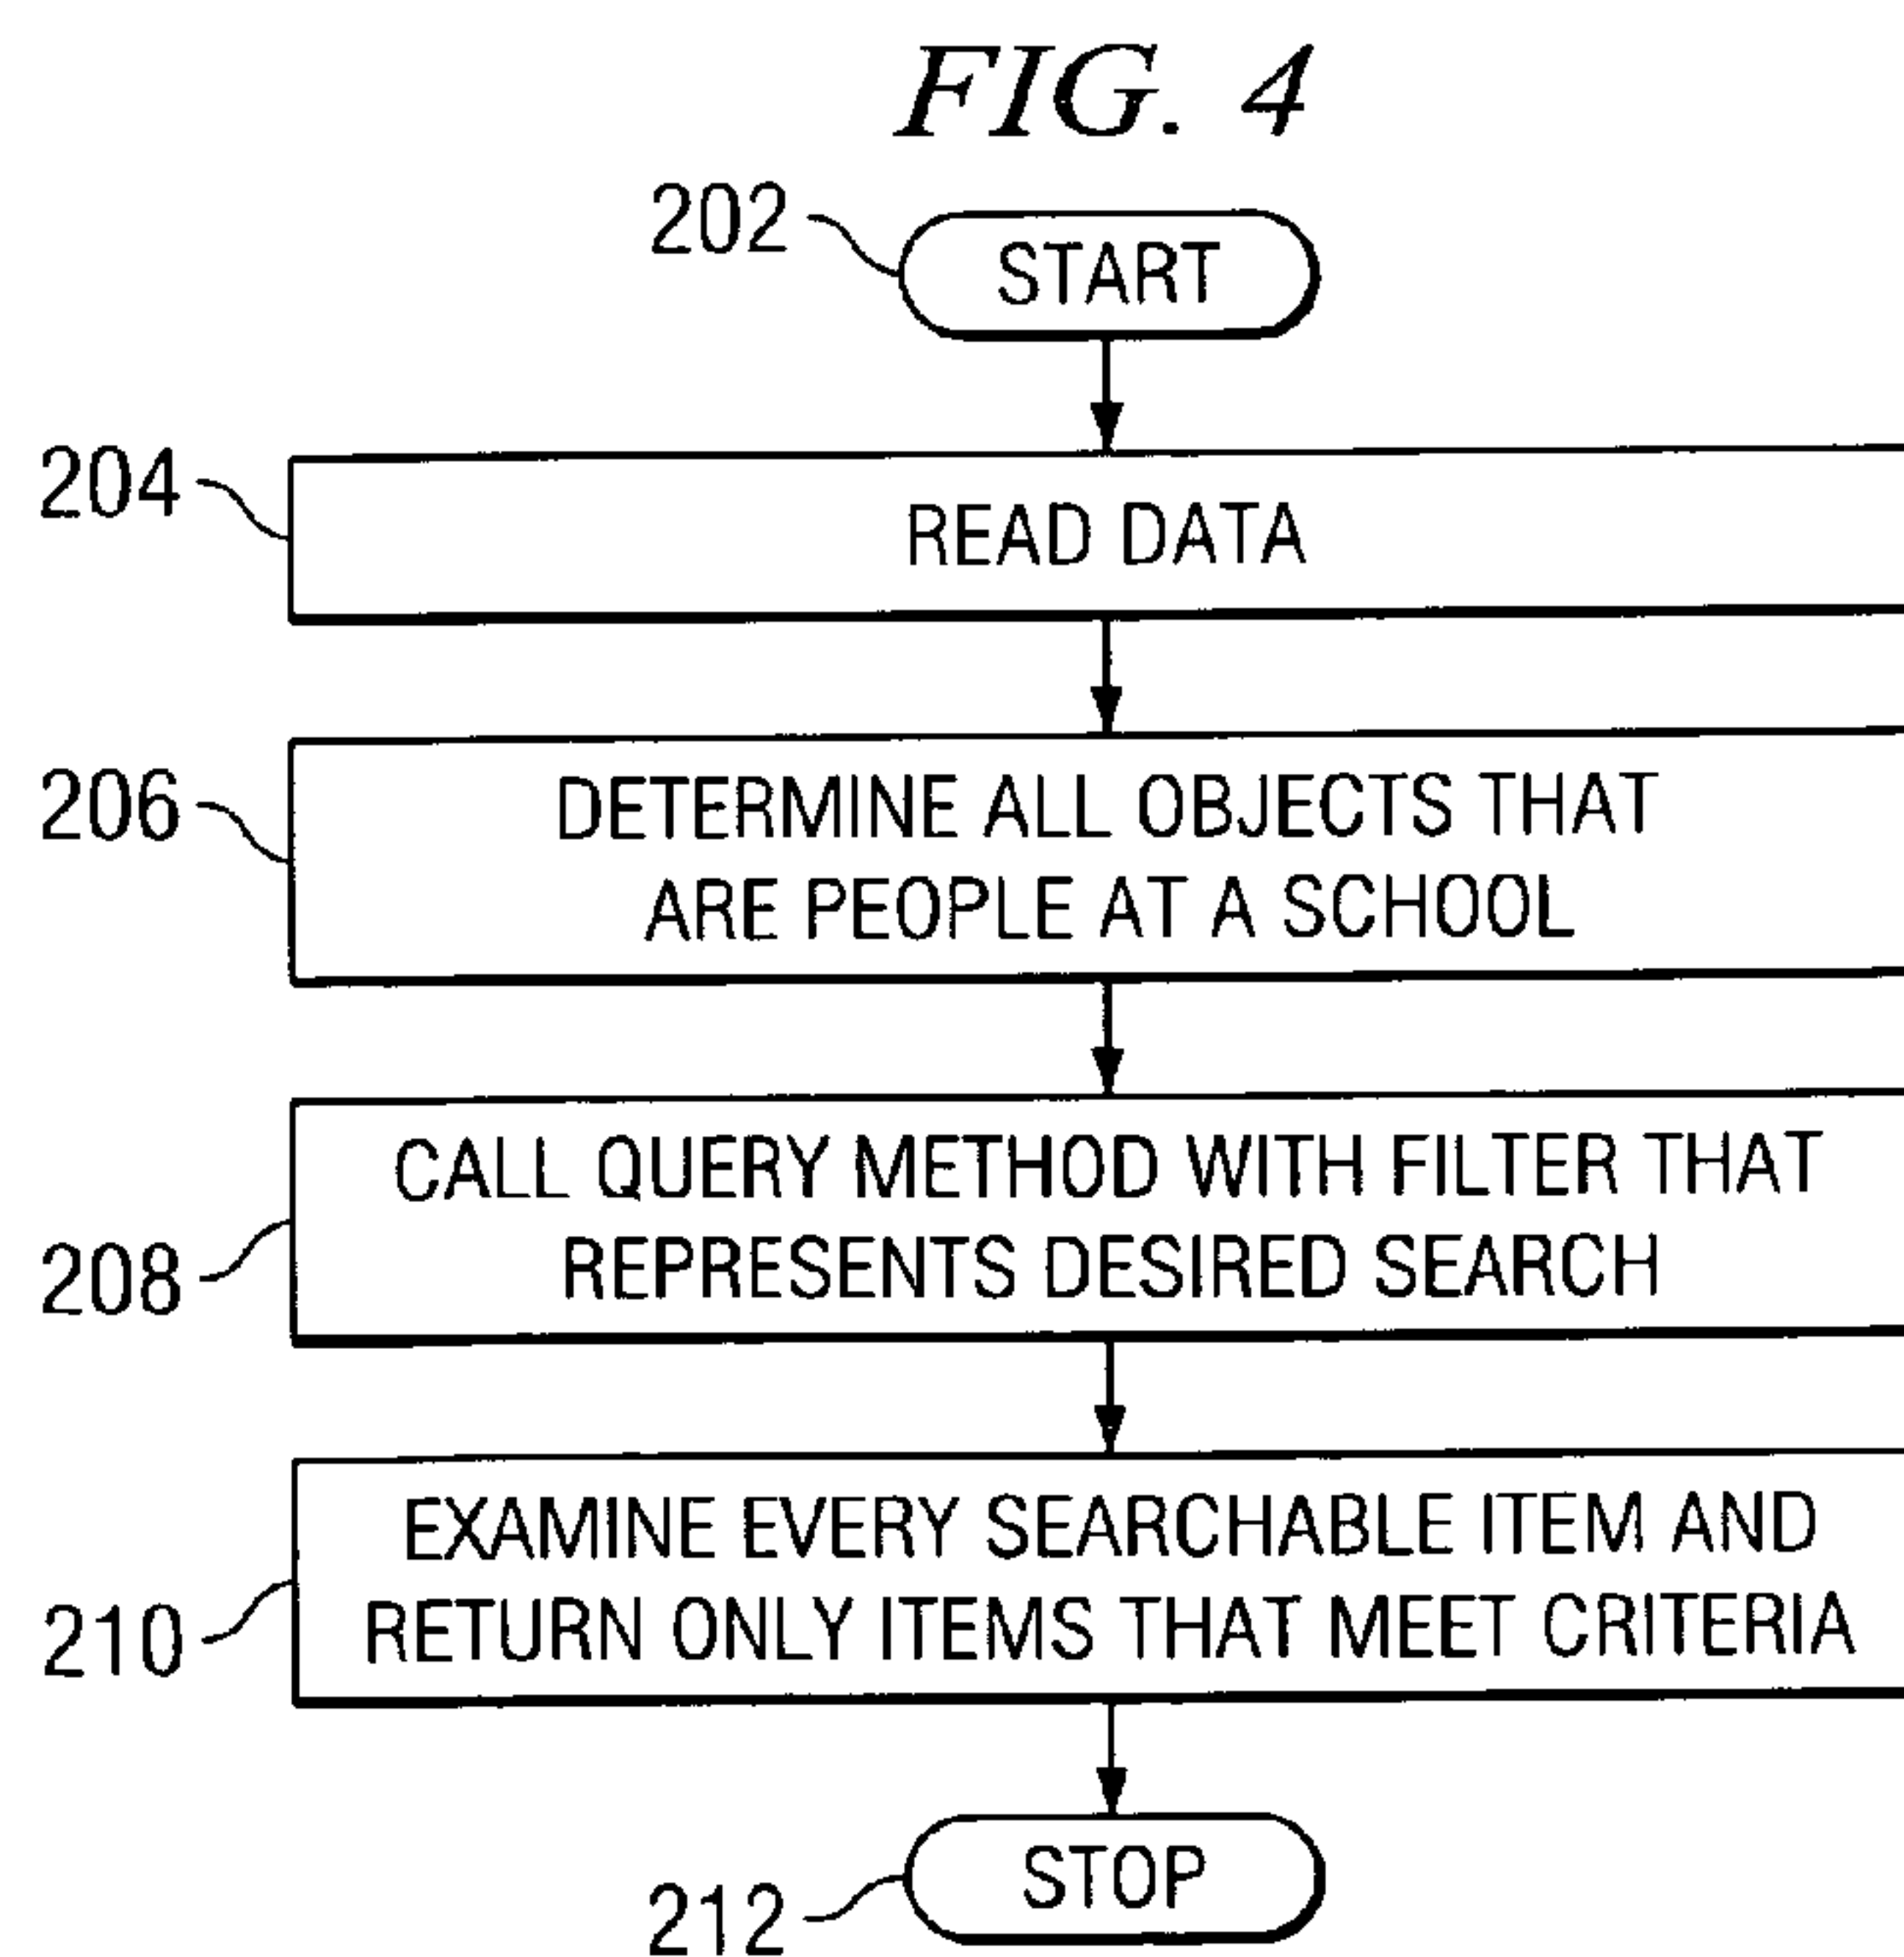 FIG. 4
202
START
204
READ DATA
206
DETERMINE ALL OBJECTS THAT
ARE PEOPLE AT A SCHOOL
208
CALL QUERY METHOD WITH FILTER THAT
REPRESENTS DESIRED SEARCH
210
EXAMINE EVERY SEARCHABLE ITEM AND
RETURN ONLY ITEMS THAT MEET CRITERIA
212
STOP